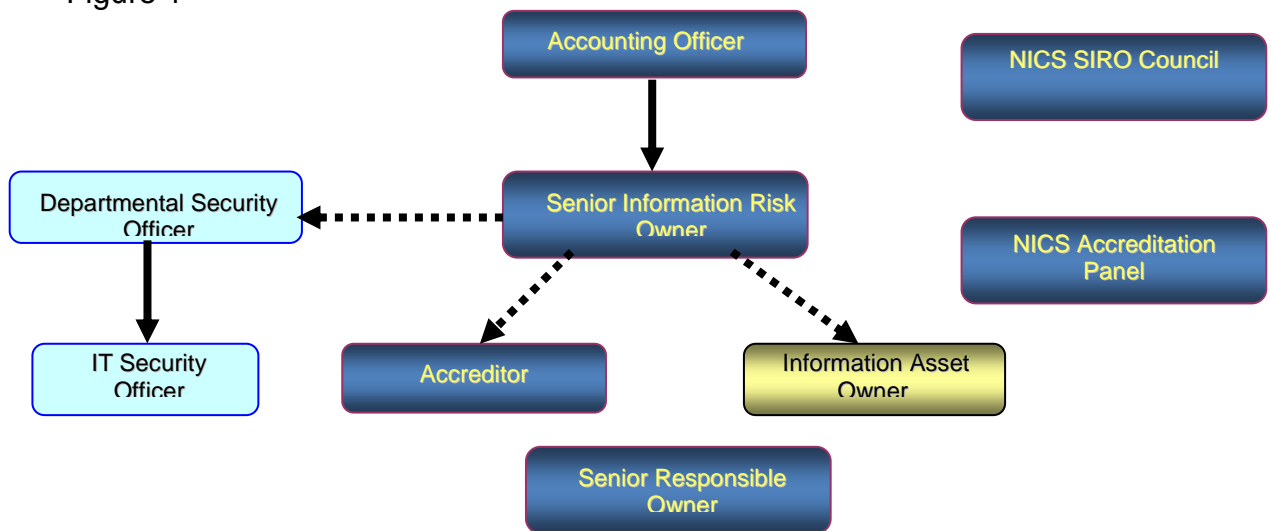 Figure
Accounting Officer
NICS SIRO Council
Departmental Security
Officer
Senior Information Risk
Owner
NICS Accreditation
Panel
IT Security
Officer
Accreditor
Information Asset
Owner
Senior Responsible
Owner